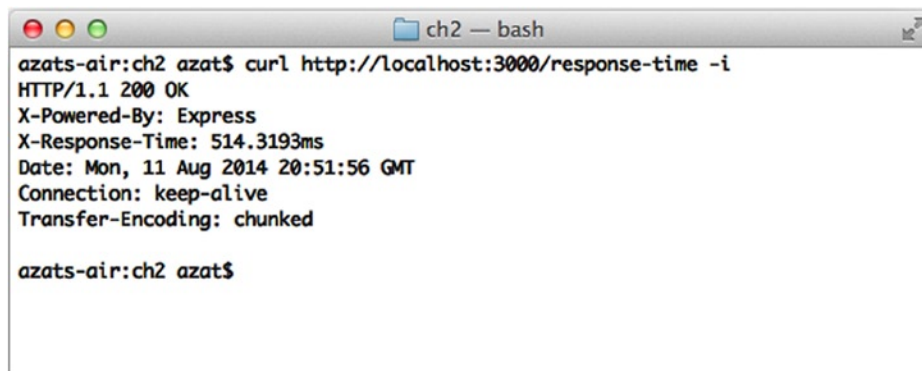 ch2 — bash
azats-air:ch2 azat$ curl http://localhost:3000/response-time -i
HTTP/1.1 200 OK
X-Powered-By: Express
X-Response-Time: 514.3193ms
Date: Mon, 11 Aug 2014 20:51:56 GMT
Connection: keep-alive
Transfer-Encoding: chunked
azats-air:ch2 azat$